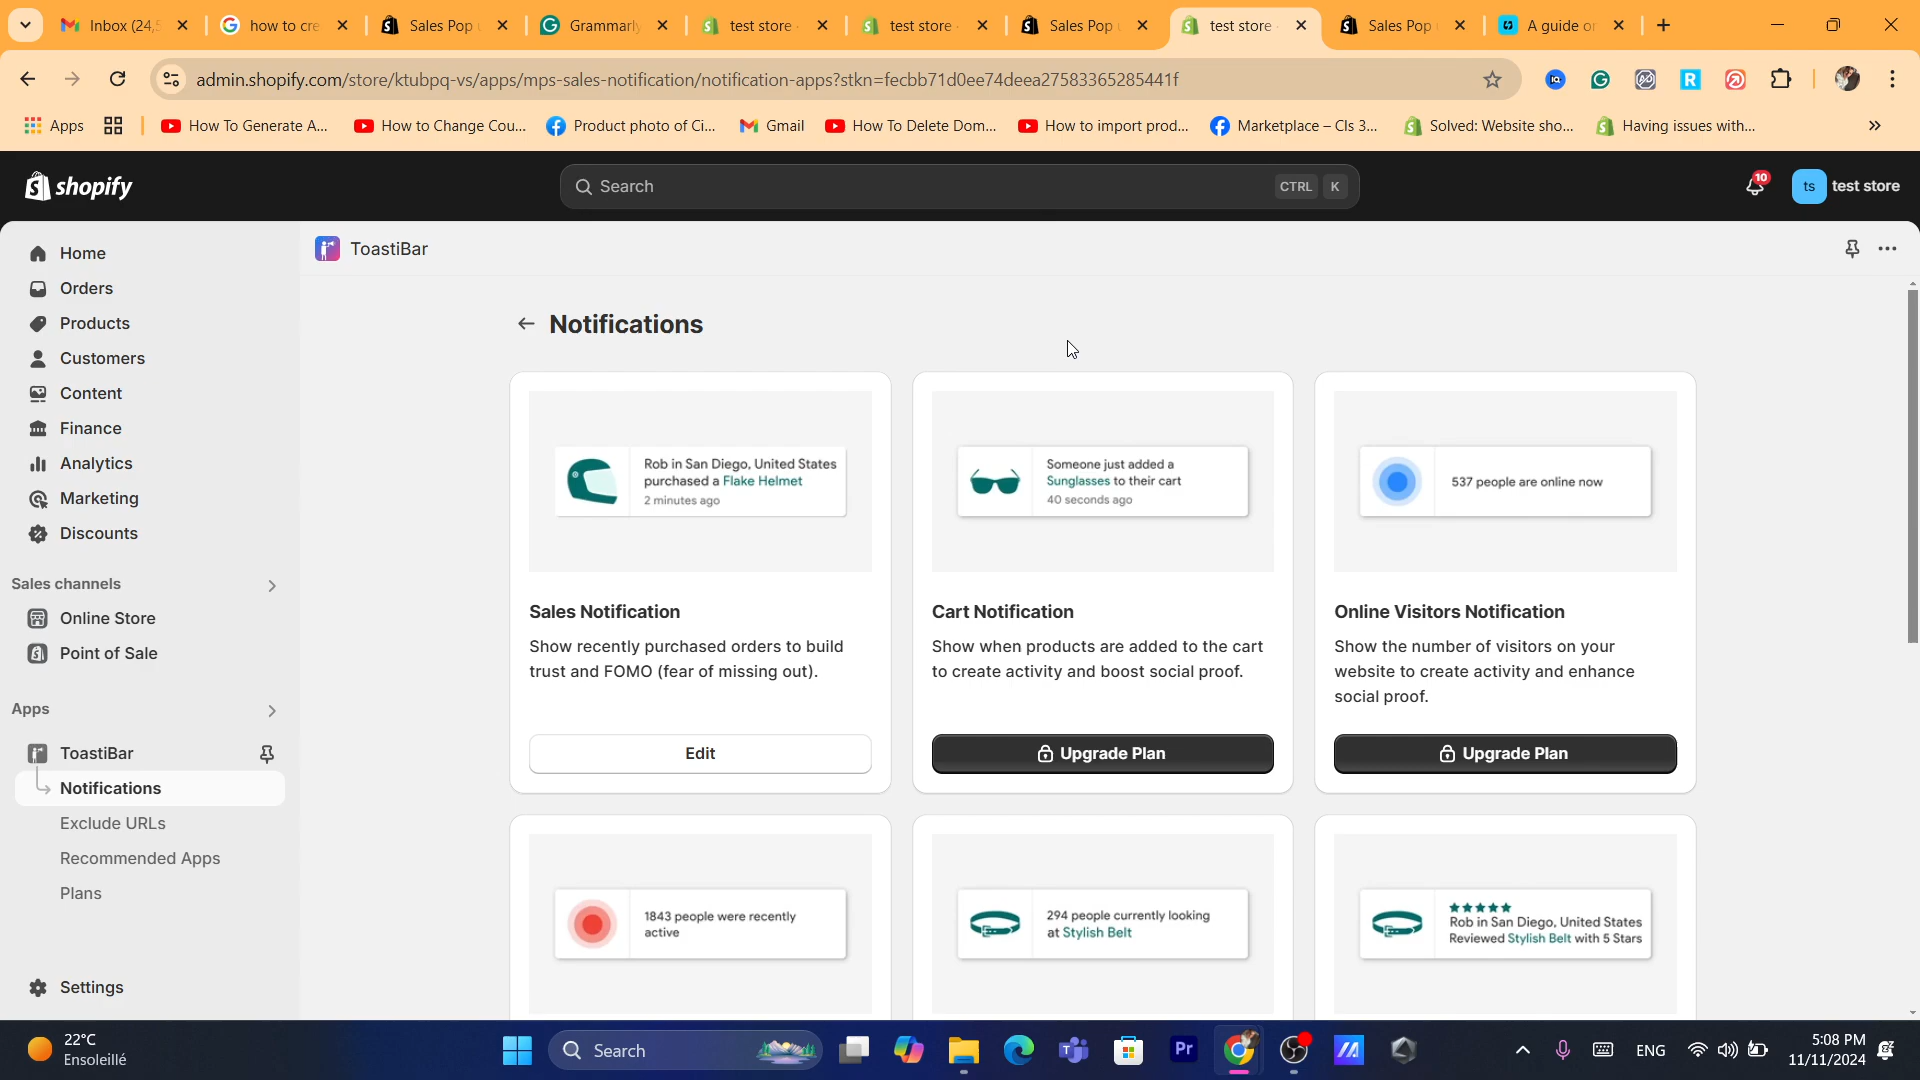 Inbox (24,5
how to cre
Sales Pop u
Grammarly
test store ·
test store ·
Sales Pop u
test store ·
Sales Pop
A guide on
admin.shopify.com/store/ktubpq-vs/apps/mps-sales-notification/notification-apps?stkn=fecbb71d0ee74deea27583365285441f
Apps
How To Generate A...
How to Change Cou...
Product photo of Ci...
Gmail
How To Delete Dom...
How to import prod...
Marketplace – Cls 3...
Solved: Website sho...
Having issues with...
shopify
Search
CTRL K
10
ts
test store
Home
Orders
Products
Customers
Content
Finance
Analytics
Marketing
Discounts
Sales channels
Online Store
Point of Sale
Apps
ToastiBar
Notifications
Exclude URLs
Recommended Apps
Plans
Settings
ToastiBar
Notifications
Rob in San Diego, United States
purchased a Flake Helmet
2 minutes ago
Sales Notification
Show recently purchased orders to build
trust and FOMO (fear of missing out).
Edit
Someone just added a
Sunglasses to their cart
40 seconds ago
Cart Notification
Show when products are added to the cart
to create activity and boost social proof.
Upgrade Plan
537 people are online now
Online Visitors Notification
Show the number of visitors on your
website to create activity and enhance
social proof.
Upgrade Plan
1843 people were recently
active
294 people currently looking
at Stylish Belt
Rob in San Diego, United States
Reviewed Stylish Belt with 5 Stars
22°C
Ensoleillé
Search
Pr
ENG
5:08 PM
11/11/2024